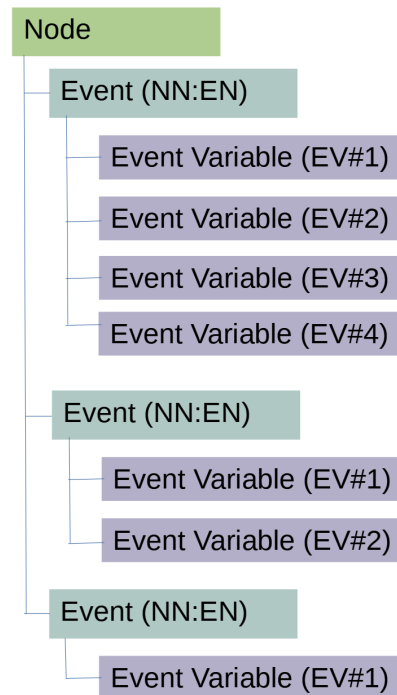 Node
Event (NN:EN)
Event Variable (EV#1)
Event Variable (EV#2)
Event Variable (EV#3)
Event Variable (EV#4)
Event (NN:EN)
Event Variable (EV#1)
Event Variable (EV#2)
Event (NN:EN)
Event Variable (EV#1)